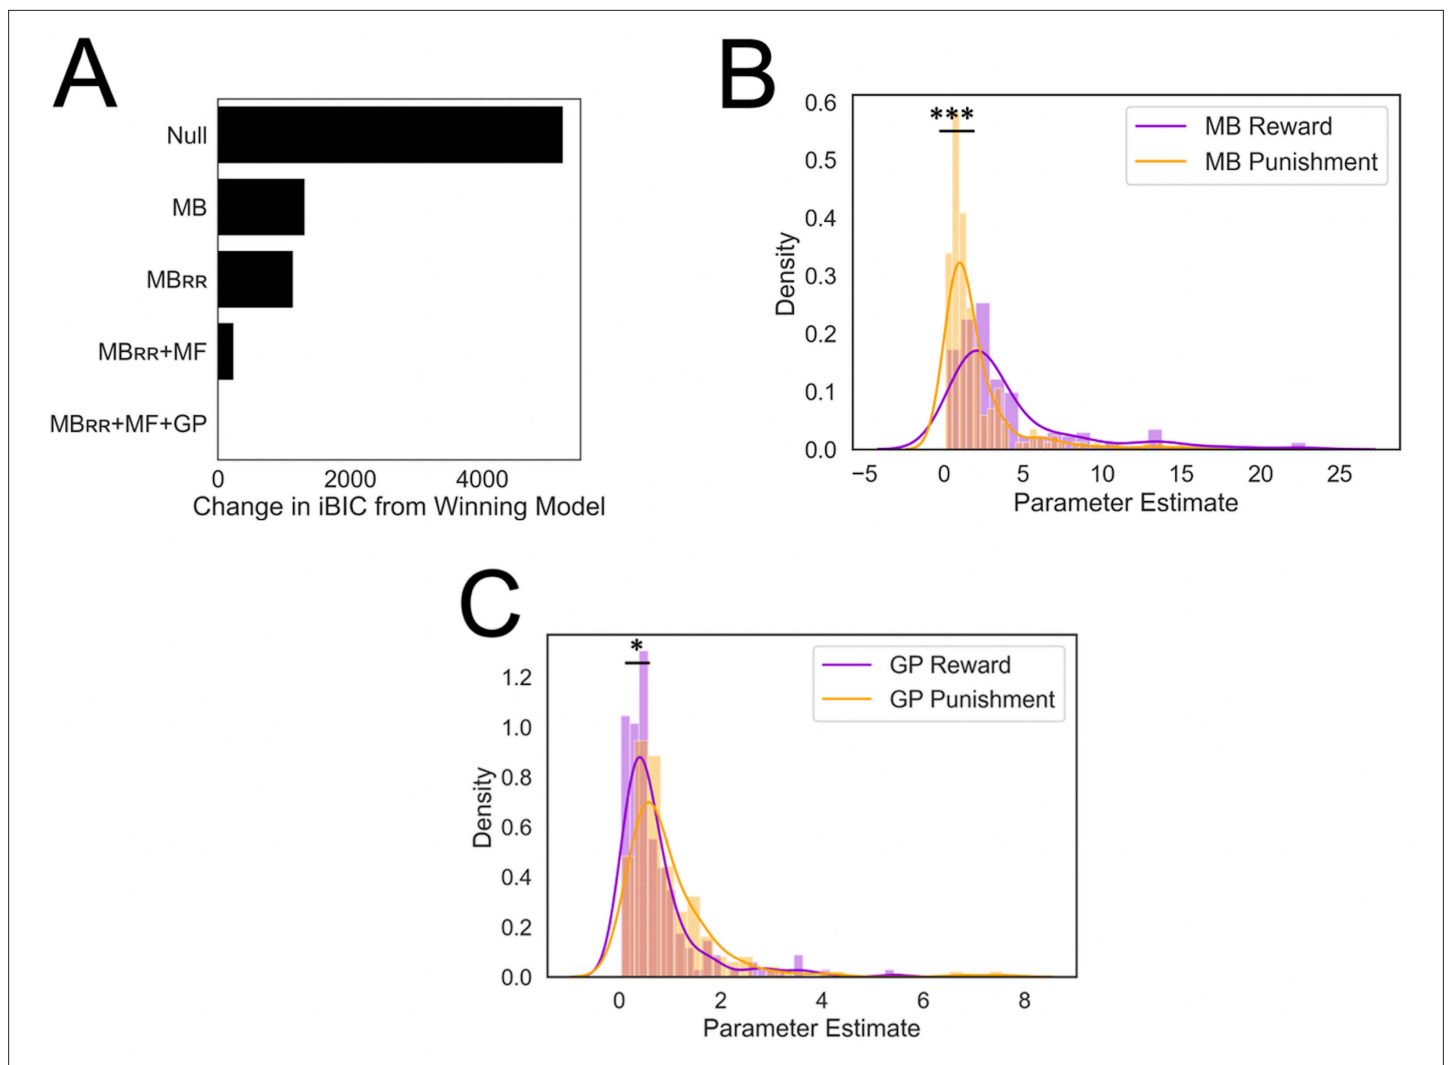 A
Null
MB
MBRR
MBRR+MF
MBRR+MF+GP
0 2000 4000
Change in iBIC from Winning Model
B
***
MB Reward
MB Punishment
0.6
0.5
0.4
0.3
0.2
0.1
0.0
Density
−5 0 5 10 15 20 25
Parameter Estimate
C
*
GP Reward
GP Punishment
1.2
1.0
0.8
0.6
0.4
0.2
0.0
Density
0 2 4 6 8
Parameter Estimate